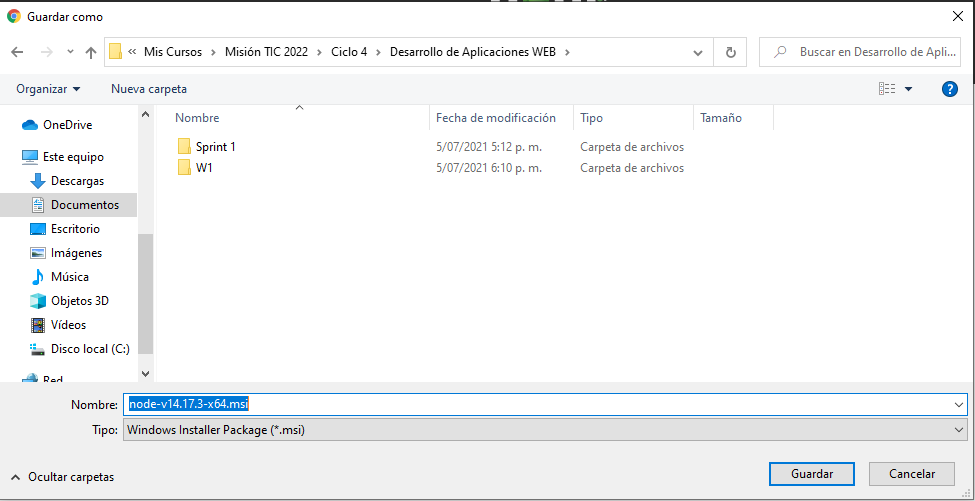 Guardar como
« Mis Cursos > Misión TIC 2022 > Ciclo 4 > Desarrollo de Aplicaciones WEB >
Buscar en Desarrollo de Apli...
Organizar
Nueva carpeta
?
OneDrive
Este equipo
Descargas
Documentos
Escritorio
Imágenes
Música
Objetos 3D
Vídeos
Disco local (C:)
Red
Nombre Fecha de modificación Tipo Tamaño
Sprint 1 5/07/2021 5:12 p. m. Carpeta de archivos
W1 5/07/2021 6:10 p. m. Carpeta de archivos
Nombre: node-v14.17.3-x64.msi
Tipo: Windows Installer Package (*.msi)
Ocultar carpetas
Guardar
Cancelar